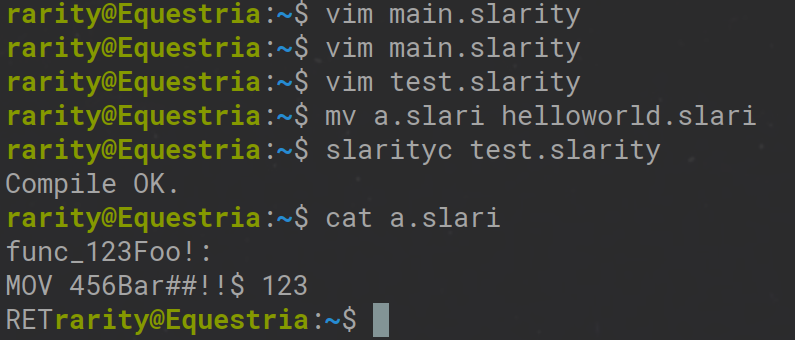 rarity@Equestria:~$ vim main.slarity
rarity@Equestria:~$ vim main.slarity
rarity@Equestria:~$ vim test.slarity
rarity@Equestria:~$ mv a.slari helloworld.slari
rarity@Equestria:~$ slarityc test.slarity
Compile OK.
rarity@Equestria:~$ cat a.slari
func_123Foo!:
MOV 456Bar##!!$ 123
RETrarity@Equestria:~$